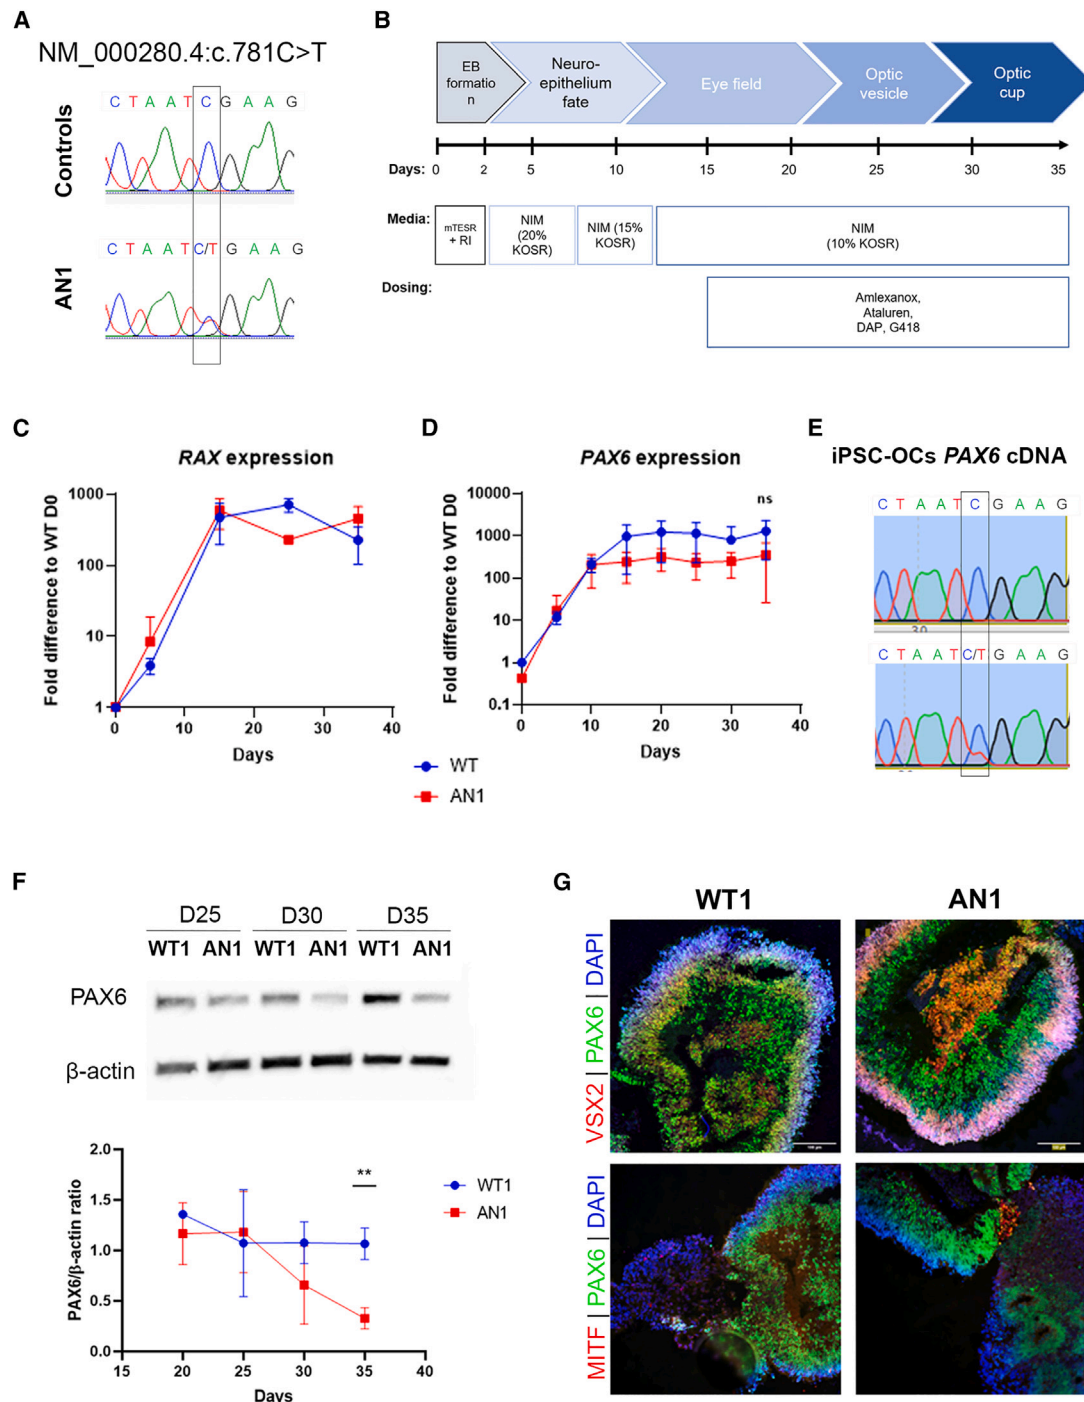 A
NM_000280.4:c.781C>T
Controls
C T A A T C G A A G
AN1
C T A A T C/T G A A G
B
EB
formatio
n
Neuro-
epithelium
fate
Eye field
Optic
vesicle
Optic
cup
Days: 0 2 5 10 15 20 25 30 35
Media:
mTESR
+ RI
NIM
(20%
KOSR)
NIM (15%
KOSR)
NIM
(10% KOSR)
Dosing:
Amlexanox,
Ataluren,
DAP, G418
C
RAX expression
Fold difference to WT D0
1000
100
10
1
0 10 20 30 40
Days
D
PAX6 expression
Fold difference to WT D0
10000
1000
100
10
1
0.1
ns
0 10 20 30 40
Days
WT
AN1
E
iPSC-OCs PAX6 cDNA
C T A A T C G A A G
30
C T A A T C/T G A A G
F
D25 D30 D35
WT1 AN1 WT1 AN1 WT1 AN1
PAX6
β-actin
PAX6/β-actin ratio
2.0
1.5
1.0
0.5
0.0
**
WT1
AN1
15 20 25 30 35 40
Days
G
WT1 AN1
VSX2 | PAX6 | DAPI
MITF | PAX6 | DAPI